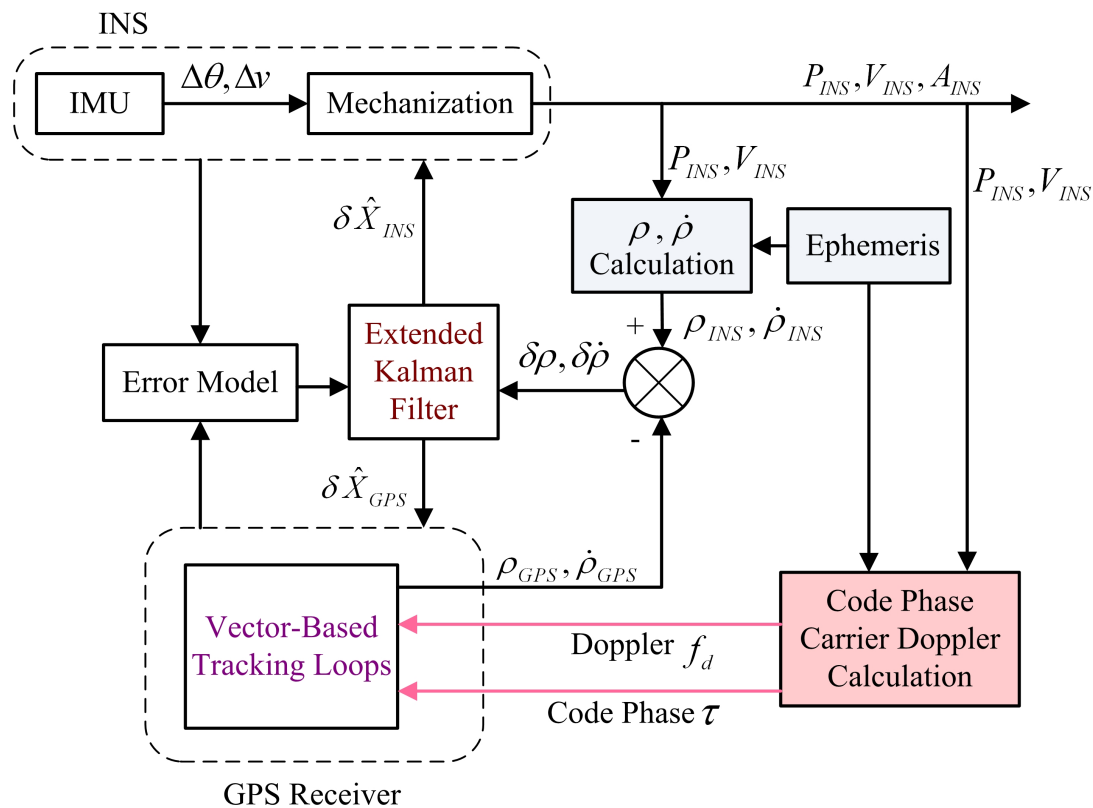 INS
IMU
Δθ, Δv
Mechanization
P_INS, V_INS, A_INS
P_INS, V_INS
P_INS, V_INS
δX̂_INS
ρ, ρ̇
Calculation
Ephemeris
+
ρ_INS, ρ̇_INS
Error Model
Extended
Kalman
Filter
δρ, δρ̇
-
δX̂_GPS
ρ_GPS, ρ̇_GPS
Vector-Based
Tracking Loops
Doppler f_d
Code Phase τ
Code Phase
Carrier Doppler
Calculation
GPS Receiver